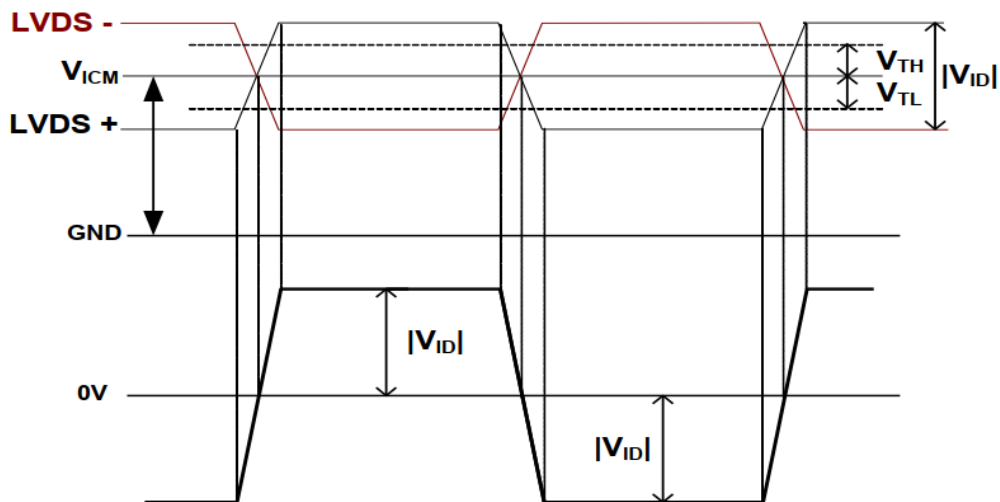 LVDS -
VICM
LVDS +
VTH
VTL
|VID|
GND
|VID|
0V
|VID|